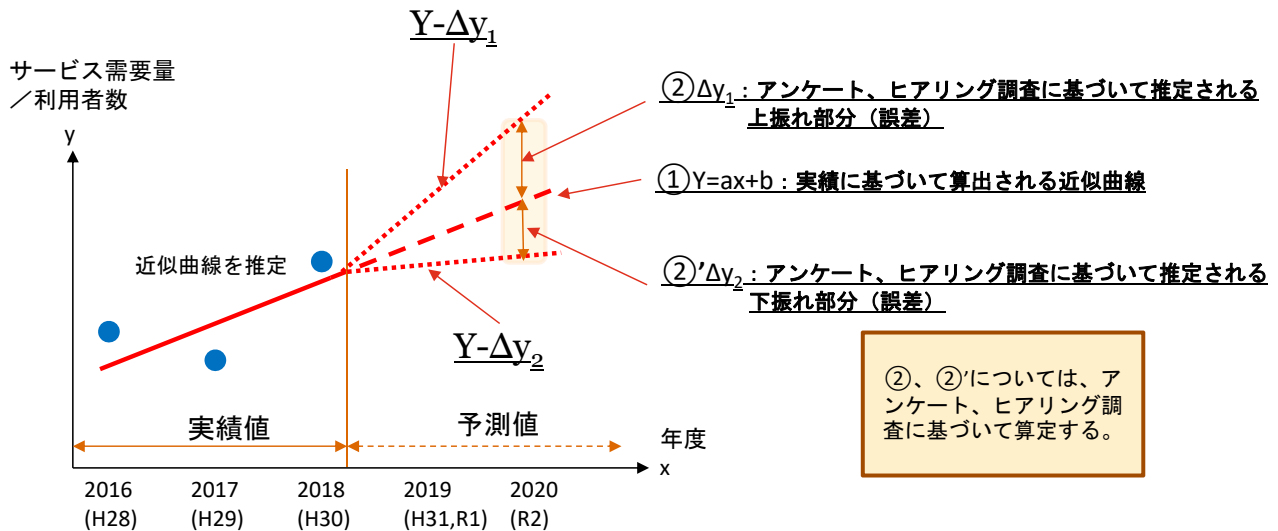 Y-Δy₁
サービス需要量
／利用者数
y
②Δy₁：アンケート、ヒアリング調査に基づいて推定される
上振れ部分（誤差）
①Y=ax+b：実績に基づいて算出される近似曲線
近似曲線を推定
②’Δy₂：アンケート、ヒアリング調査に基づいて推定される
下振れ部分（誤差）
Y-Δy₂
②、②’については、ア
ンケート、ヒアリング調
査に基づいて算定する。
実績値
予測値
年度
x
2016
(H28)
2017
(H29)
2018
(H30)
2019
(H31,R1)
2020
(R2)